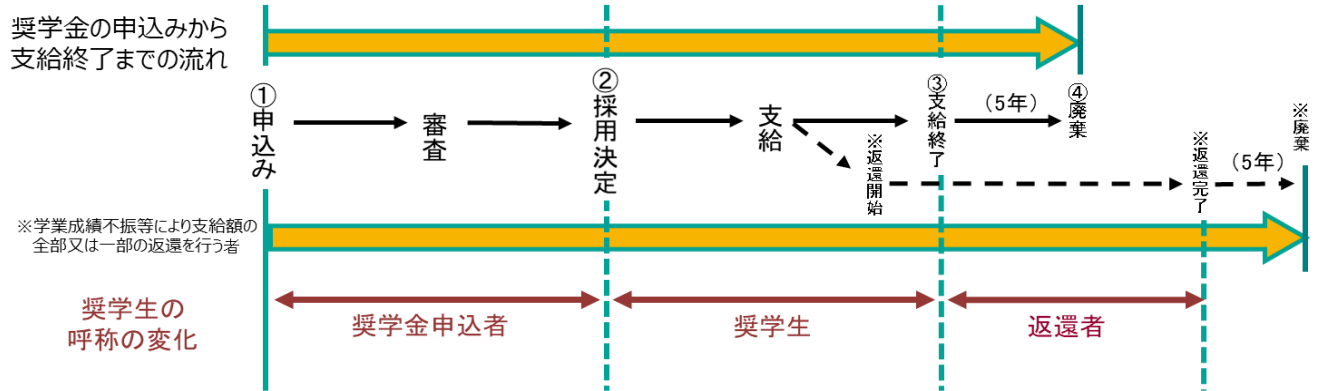 奨学金の申込みから
支給終了までの流れ
①申込み
審査
②採用決定
支給
③支給終了
(5年)
④廃棄
※返還開始
※返還完了
(5年)
※廃棄
※学業成績不振等により支給額の
全部又は一部の返還を行う者
奨学生の
呼称の変化
奨学金申込者
奨学生
返還者